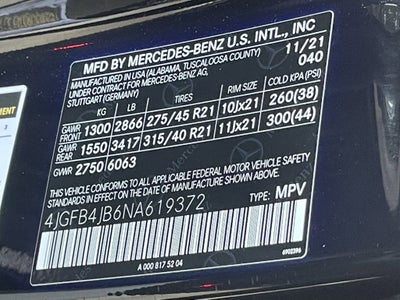 MFD BY MERCEDES-BENZ U.S. INTL., INC
MANUFACTURED IN USA (ALABAMA, TUSCALOOSA COUNTY) 11/21
UNDER CONTRACT FOR MERCEDES-BENZ AG, 040
STUTTGART (GERMANY)
KG LB TIRES RIM SIZE COLD KPA (PSI)
GAWR FRONT 1300 2866 275/45 R21 10Jx21 260(38)
GAWR REAR 1550 3417 315/40 R21 11Jx21 300(44)
GVWR 2750 6063
THIS VEHICLE CONFORMS TO ALL APPLICABLE FEDERAL MOTOR VEHICLE SAFETY
STANDARDS IN EFFECT ON THE DATE OF MANUFACTURE SHOWN ABOVE.
4JGFB4JB6NA619372 TYPE: MPV
A 000 817 52 04